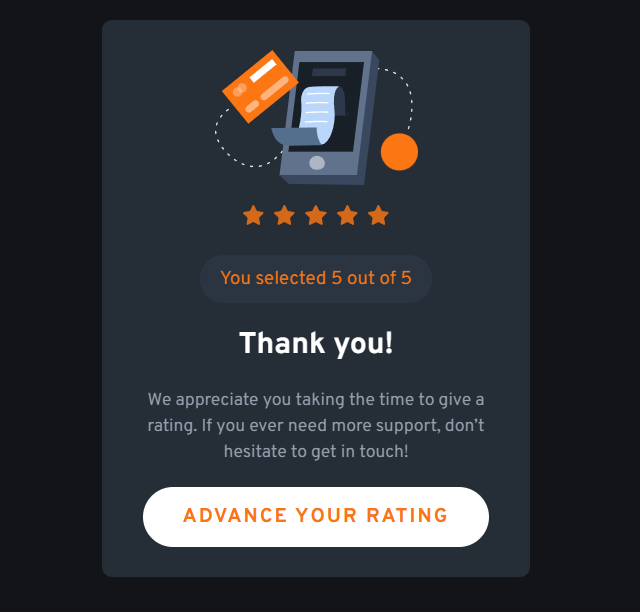 You selected 5 out of 5
Thank you!
We appreciate you taking the time to give a
rating. If you ever need more support, don’t
hesitate to get in touch!
ADVANCE YOUR RATING